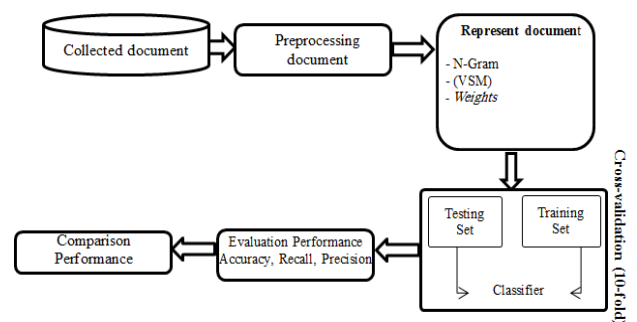 Collected document
Preprocessing
document
Represent document
- N-Gram
- (VSM)
- Weights
Cross-validation (10-fold)
Testing
Set
Training
Set
Classifier
Evaluation Performance
Accuracy, Recall, Precision
Comparison
Performance